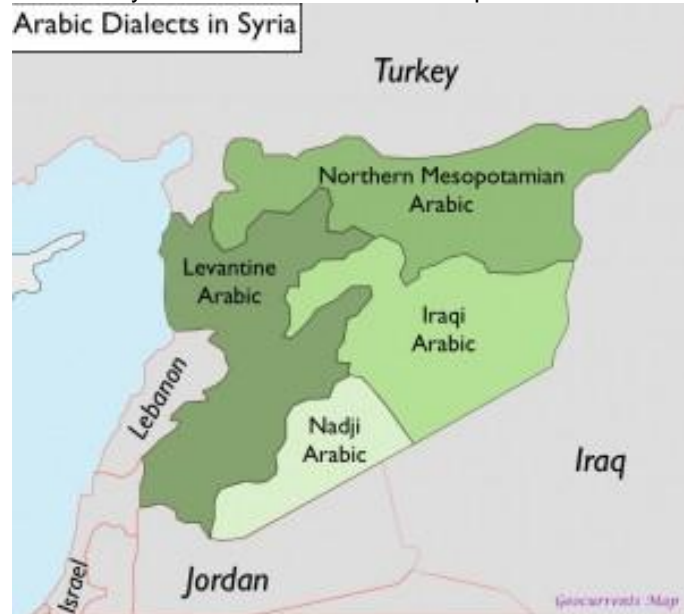 Arabic Dialects in Syria
Turkey
Northern Mesopotamian
Arabic
Levantine
Arabic
Iraqi
Arabic
Lebanon
Nadji
Arabic
Iraq
Israel
Jordan
Geocurrents Map